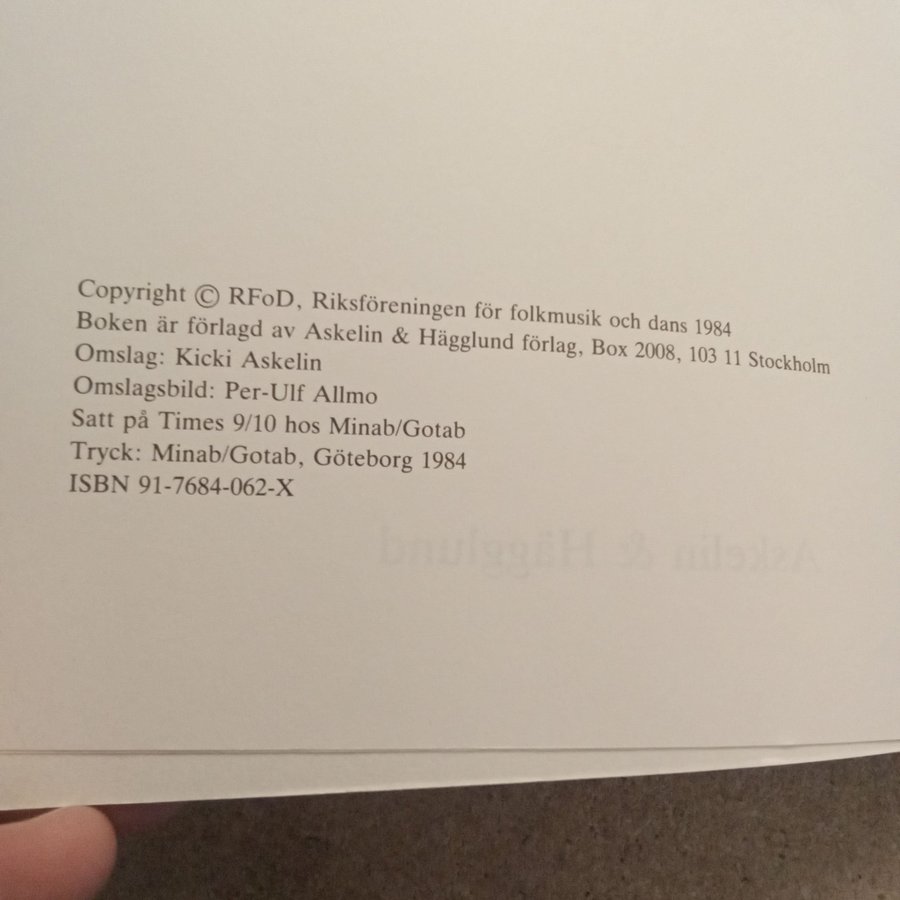 Copyright © RFoD, Riksföreningen för folkmusik och dans 1984
Boken är förlagd av Askelin & Hägglund förlag, Box 2008, 103 11 Stockholm
Omslag: Kicki Askelin
Omslagsbild: Per-Ulf Allmo
Satt på Times 9/10 hos Minab/Gotab
Tryck: Minab/Gotab, Göteborg 1984
ISBN 91-7684-062-X
Askelin & Hägglund